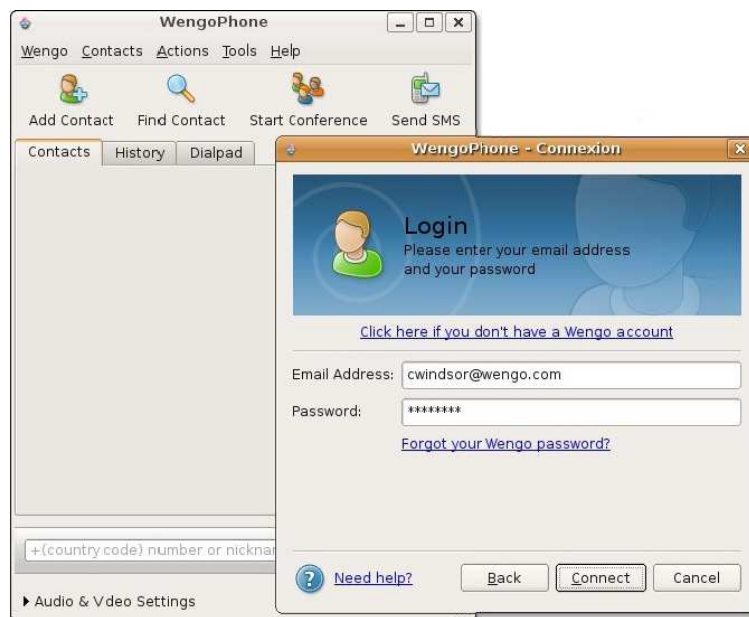 WengoPhone
Wengo Contacts Actions Tools Help
Add Contact Find Contact Start Conference Send SMS
Contacts History Dialpad
WengoPhone - Connexion
Login
Please enter your email address
and your password
Click here if you don't have a Wengo account
Email Address: cwindsor@wengo.com
Password: ********
Forgot your Wengo password?
+(country code) number or nickna
Need help? Back Connect Cancel
Audio & Video Settings